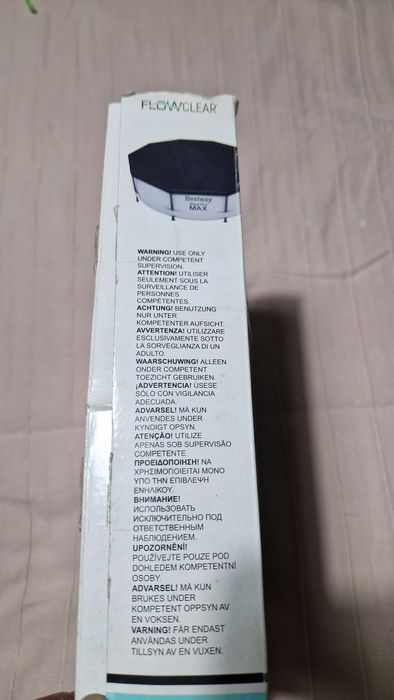 FLOWCLEAR
Bestway
MAX
WARNING! USE ONLY
UNDER COMPETENT
SUPERVISION.
ATTENTION! UTILISER
SEULEMENT SOUS LA
SURVEILLANCE DE
PERSONNES
COMPÉTENTES.
ACHTUNG! BENUTZUNG
NUR UNTER
KOMPETENTER AUFSICHT.
AVVERTENZA! UTILIZZARE
ESCLUSIVAMENTE SOTTO
LA SORVEGLIANZA DI UN
ADULTO.
WAARSCHUWING! ALLEEN
ONDER COMPETENT
TOEZICHT GEBRUIKEN.
¡ADVERTENCIA! ÚSESE
SÓLO CON VIGILANCIA
ADECUADA.
ADVARSEL! MÅ KUN
ANVENDES UNDER
KYNDIGT OPSYN.
ATENÇÃO! UTILIZE
APENAS SOB SUPERVISÃO
COMPETENTE.
ΠΡΟΕΙΔΟΠΟΙΗΣΗ! ΝΑ
ΧΡΗΣΙΜΟΠΟΙΕΙΤΑΙ ΜΟΝΟ
ΥΠΟ ΤΗΝ ΕΠΙΒΛΕΨΗ
ΕΝΗΛΙΚΟΥ.
ВНИМАНИЕ!
ИСПОЛЬЗОВАТЬ
ИСКЛЮЧИТЕЛЬНО ПОД
ОТВЕТСТВЕННЫМ
НАБЛЮДЕНИЕМ.
UPOZORNĚNÍ!
POUŽÍVEJTE POUZE POD
DOHLEDEM KOMPETENTNÍ
OSOBY.
ADVARSEL! MÅ KUN
BRUKES UNDER
KOMPETENT OPPSYN AV
EN VOKSEN.
VARNING! FÅR ENDAST
ANVÄNDAS UNDER
TILLSYN AV EN VUXEN.